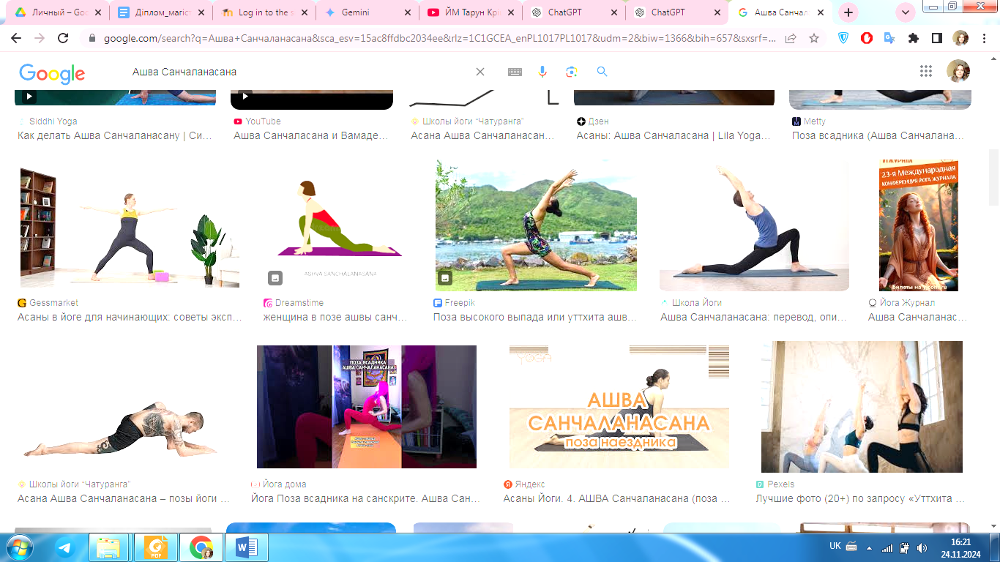 Личный – Goo
Діплом_магіс
Log in to the s
Gemini
ЙМ Тарун Крі
ChatGPT
ChatGPT
Ашва Санчал
google.com/search?q=Ашва+Санчаланасана&sca_esv=15ac8ffdbc2034ee&rlz=1C1GCEA_enPL1017PL1017&udm=2&biw=1366&bih=657&sxsrf=...
Google
Ашва Санчаланасана
Siddhi Yoga
Как делать Ашва Санчаланасану | Си...
YouTube
Ашва Санчаласана и Вамаде...
Школы йоги “Чатуранга”
Асана Ашва Санчаланасан...
Дзен
Асаны: Ашва Санчаласана | Lila Yoga...
Metty
Поза всадника (Ашва Санчалана...
ASHVA SANCHALANASANA
23-я Международная
КОНФЕРЕНЦИЯ ЙОГА ЖУРНАЛА
Gessmarket
Асаны в йоге для начинающих: советы эксп...
Dreamstime
женщина в позе ашвы санч...
Freepik
Поза высокого выпада или уттхита ашв...
Школа Йоги
Ашва Санчаланасана: перевод, опи...
Йога Журнал
Ашва Санчаланас...
ПОЗА ВСАДНИКА
АШВА САНЧАЛАНАСАНА
YOGA
АШВА
САНЧАЛАНАСАНА
поза наездника
Школы йоги “Чатуранга”
Асана Ашва Санчаланасана – позы йоги ...
Йога дома
Йога Поза всадника на санскрите. Ашва Сан...
Яндекс
Асаны Йоги. 4. АШВА Санчаланасана (поза ...
Pexels
Лучшие фото (20+) по запросу «Уттхита ...
PDF
UK
16:21
24.11.2024